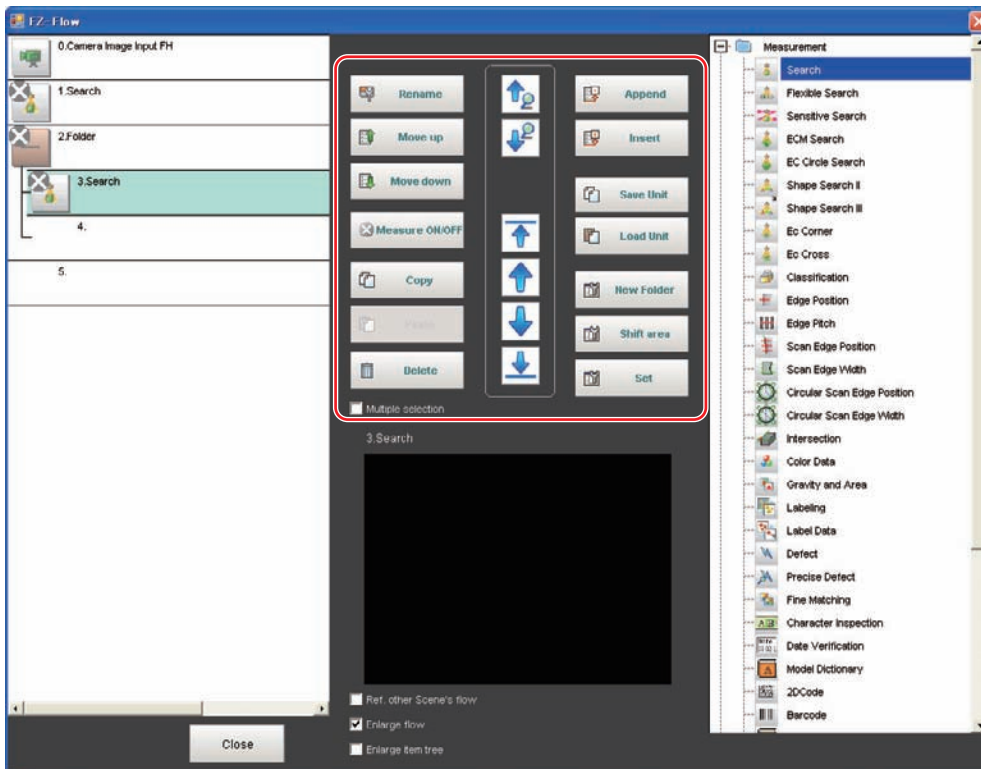 FZ-Flow
0.Camera Image Input FH
1.Search
2.Folder
3.Search
4.
5.
Rename
Move up
Move down
Measure ON/OFF
Copy
Paste
Delete
Multiple selection
Append
Insert
Save Unit
Load Unit
New Folder
Shift area
Set
3.Search
Ref. other Scene's flow
Enlarge flow
Enlarge item tree
Close
Measurement
Search
Flexible Search
Sensitive Search
ECM Search
EC Circle Search
Shape Search II
Shape Search III
Ec Corner
Ec Cross
Classification
Edge Position
Edge Pitch
Scan Edge Position
Scan Edge Width
Circular Scan Edge Position
Circular Scan Edge Width
Intersection
Color Data
Gravity and Area
Labeling
Label Data
Defect
Precise Defect
Fine Matching
Character Inspection
Date Verification
Model Dictionary
2DCode
Barcode